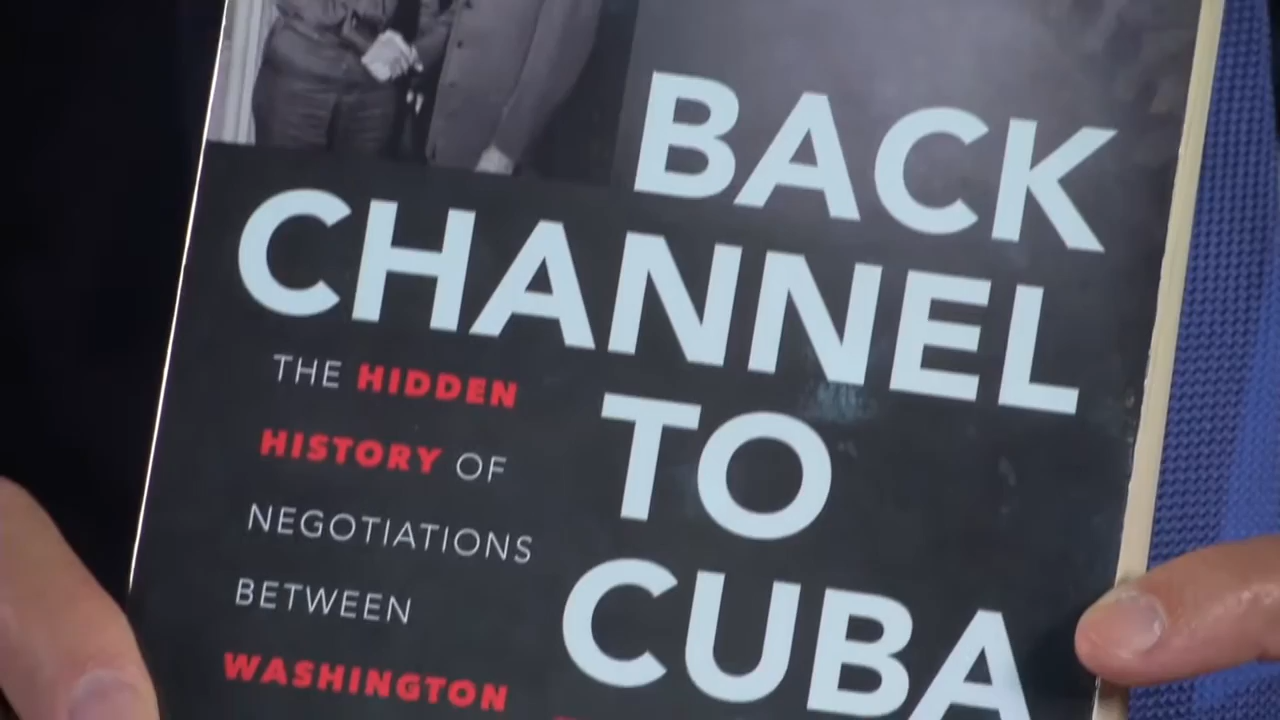 BACK
CHANNEL
TO
CUBA
THE HIDDEN
HISTORY OF
NEGOTIATIONS
BETWEEN
WASHINGTON